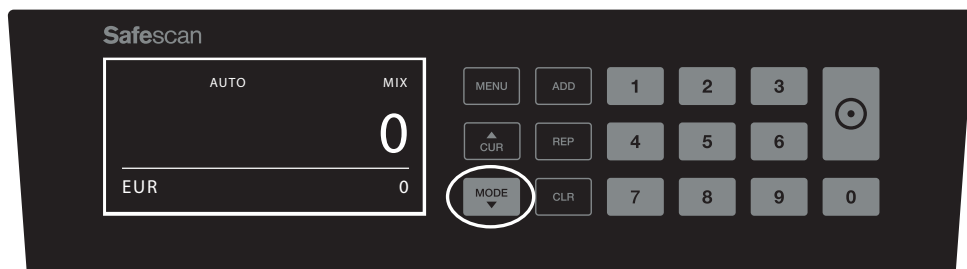 Safescan
AUTO MIX
0
EUR 0
MENU ADD 1 2 3
CUR REP 4 5 6
MODE CLR 7 8 9 0